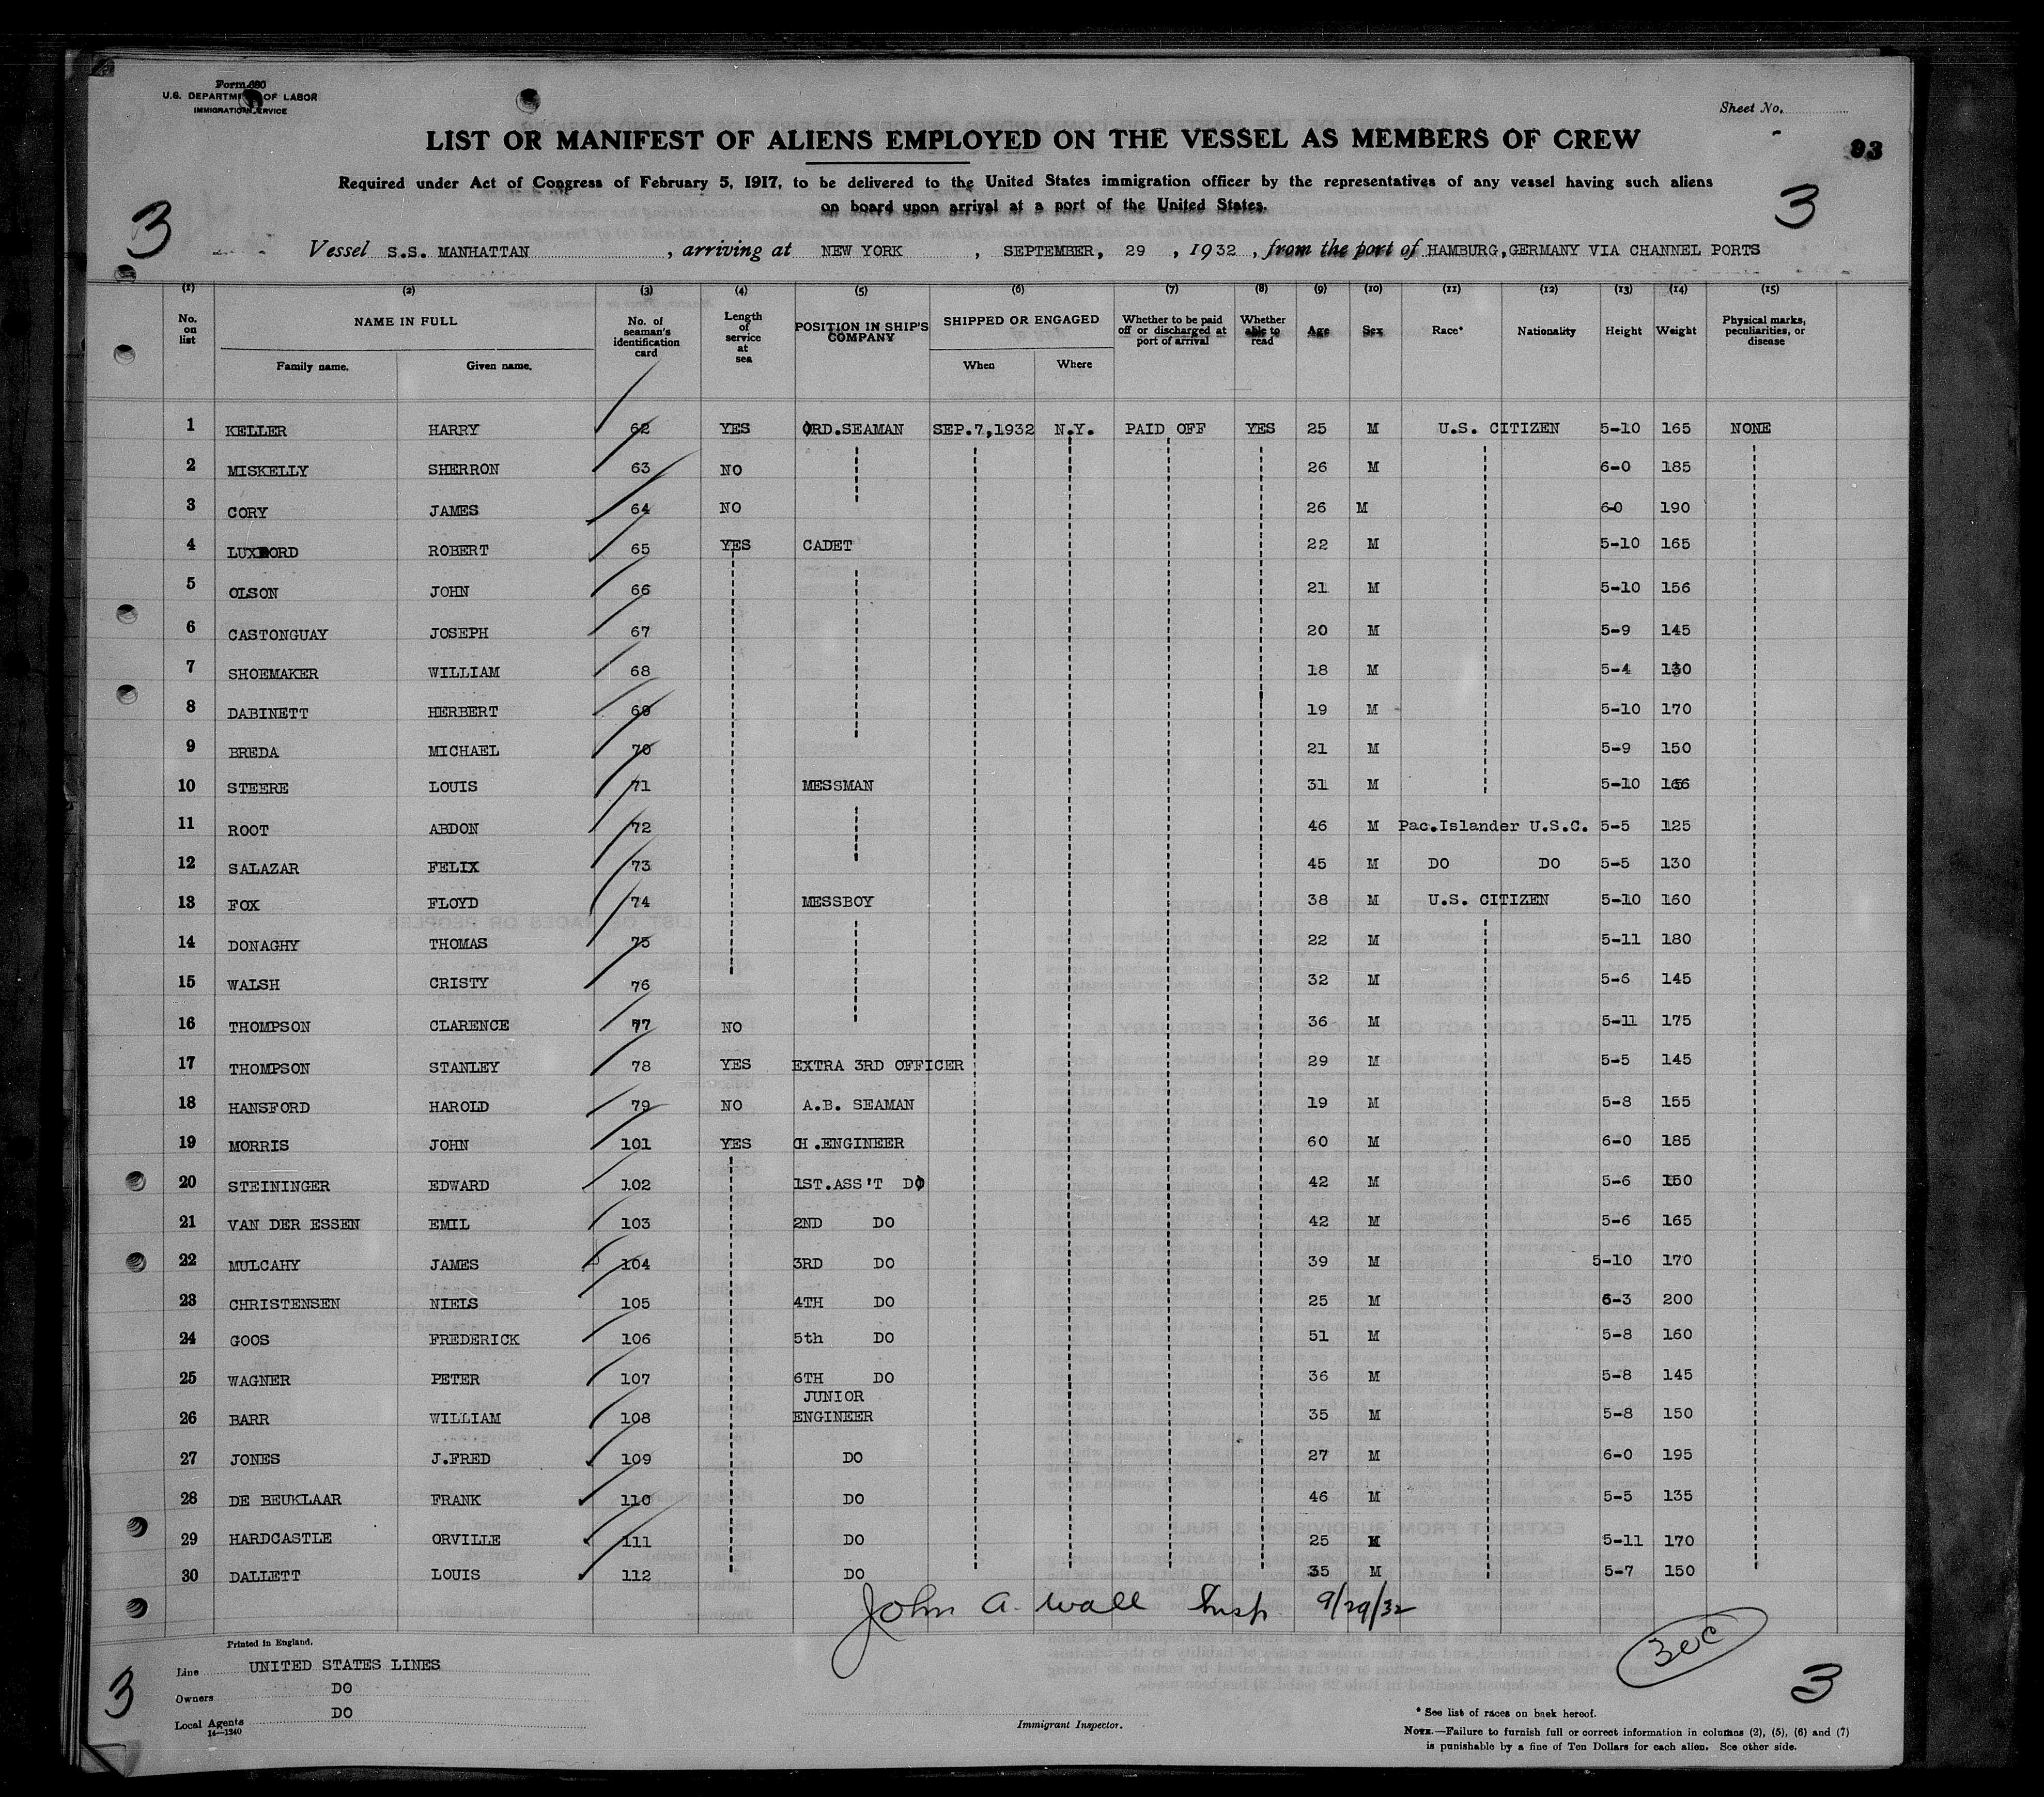 Form 680
U.S. DEPARTMENT OF LABOR
IMMIGRATION SERVICE
Sheet No.
LIST OR MANIFEST OF ALIENS EMPLOYED ON THE VESSEL AS MEMBERS OF CREW
93
Required under Act of Congress of February 5, 1917, to be delivered to the United States immigration officer by the representatives of any vessel having such aliens
on board upon arrival at a port of the United States.
3 3
Vessel S.S. MANHATTAN , arriving at NEW YORK , SEPTEMBER, 29 , 1932 , from the port of HAMBURG,GERMANY VIA CHANNEL PORTS
(1) (2) (3) (4) (5) (6) (7) (8) (9) (10) (11) (12) (13) (14) (15)
No. on list NAME IN FULL No. of seaman's identification card Length of service at sea POSITION IN SHIP'S COMPANY SHIPPED OR ENGAGED Whether to be paid off or discharged at port of arrival Whether able to read Age Sex Race* Nationality Height Weight Physical marks, peculiarities, or disease
Family name. Given name. When Where
1 KELLER HARRY 62 YES ORD.SEAMAN SEP.7,1932 N.Y. PAID OFF YES 25 M U.S. CITIZEN 5-10 165 NONE
2 MISKELLY SHERRON 63 NO 26 M 6-0 185
3 CORY JAMES 64 NO 26 M 6-0 190
4 LUXFORD ROBERT 65 YES CADET 22 M 5-10 165
5 OLSON JOHN 66 21 M 5-10 156
6 CASTONGUAY JOSEPH 67 20 M 5-9 145
7 SHOEMAKER WILLIAM 68 18 M 5-4 130
8 DABINETT HERBERT 69 19 M 5-10 170
9 BREDA MICHAEL 70 21 M 5-9 150
10 STEERE LOUIS 71 MESSMAN 31 M 5-10
11 ROOT ABDON 72 46 M Pac.Islander U.S.C. 5-5 125
12 SALAZAR FELIX 73 45 M DO DO 5-5 130
13 FOX FLOYD 74 MESSBOY 38 M U.S. CITIZEN 5-10 160
14 DONAGHY THOMAS 75 22 M 5-11 180
15 WALSH CRISTY 76 32 M 5-6 145
16 THOMPSON CLARENCE 77 NO 36 M 5-11 175
17 THOMPSON STANLEY 78 YES EXTRA 3RD OFFICER 29 M 5-5 145
18 HANSFORD HAROLD 79 NO A.B. SEAMAN 19 M 5-8 155
19 MORRIS JOHN 101 YES CH.ENGINEER 60 M 6-0 185
20 STEININGER EDWARD 102 1ST.ASS'T DO 42 M 5-6 150
21 VAN DER ESSEN EMIL 103 2ND DO 42 M 5-6 165
22 MULCAHY JAMES 104 3RD DO 39 M 5-10 170
23 CHRISTENSEN NIELS 105 4TH DO 25 M 6-3 200
24 GOOS FREDERICK 106 5th DO 51 M 5-8 160
25 WAGNER PETER 107 6TH DO 36 M 5-8 145
26 BARR WILLIAM 108 JUNIOR ENGINEER 35 M 5-8 150
27 JONES J.FRED 109 DO 27 M 6-0 195
28 DE BEUKLAAR FRANK 110 DO 46 M 5-5 135
29 HARDCASTLE ORVILLE 111 DO 25 M 5-11 170
30 DALLETT LOUIS 112 DO 35 M 5-7 150
John A. Wall Insp. 9/29/32
Printed in England.
Line UNITED STATES LINES
Owners DO
Local Agents DO
14-1240
3 3
Immigrant Inspector.
* See list of races on back hereof.
NOTE.—Failure to furnish full or correct information in columns (2), (5), (6) and (7)
is punishable by a fine of Ten Dollars for each alien. See other side.